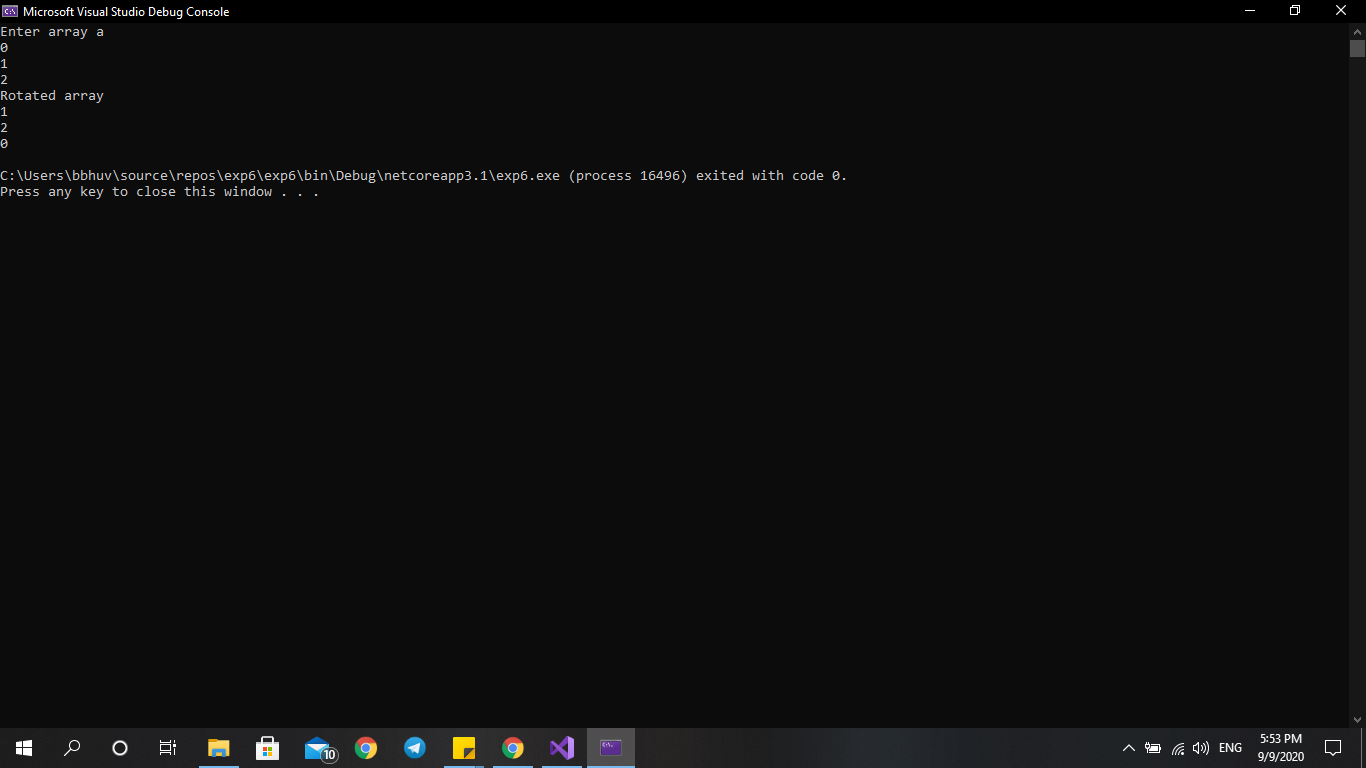 Microsoft Visual Studio Debug Console
Enter array a
0
1
2
Rotated array
1
2
0
C:\Users\bbhuv\source\repos\exp6\exp6\bin\Debug\netcoreapp3.1\exp6.exe (process 16496) exited with code 0.
Press any key to close this window . . .
10
ENG
5:53 PM
9/9/2020